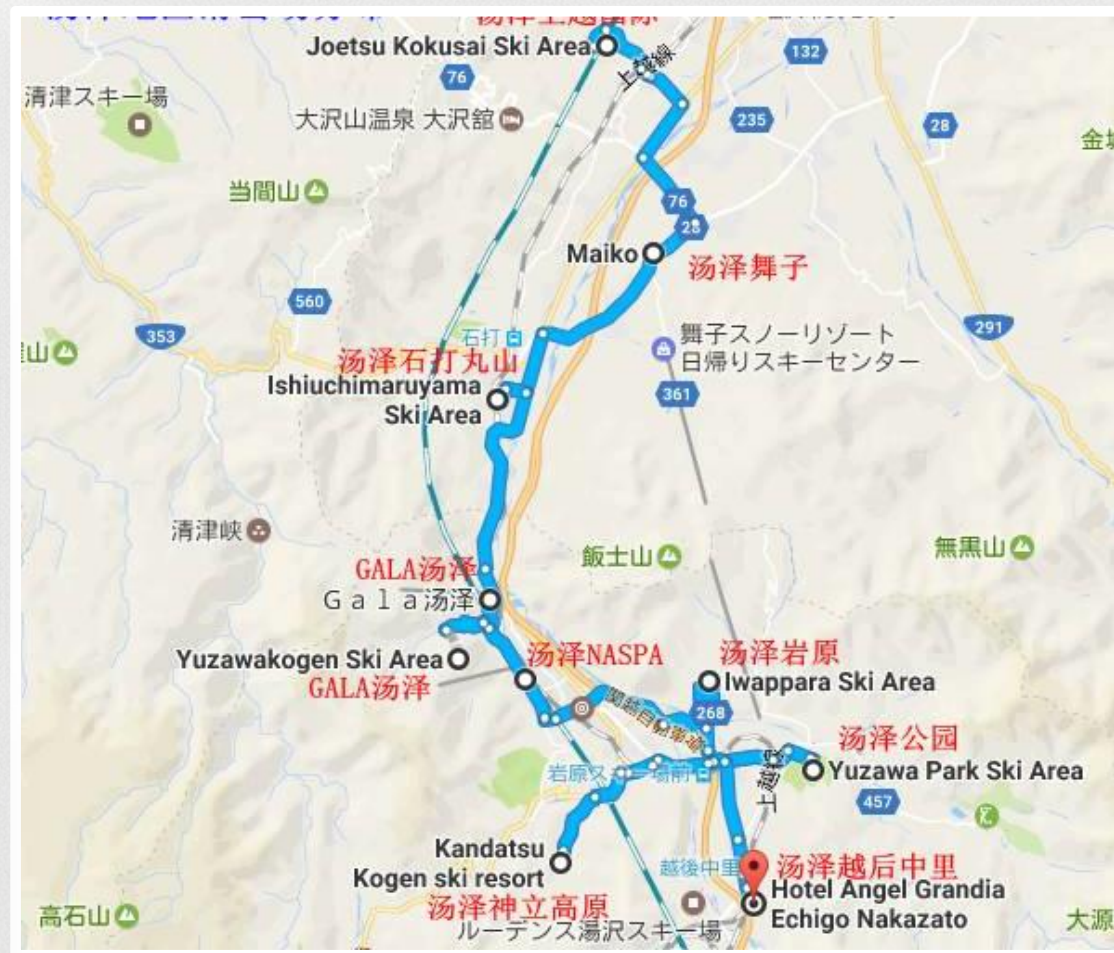 Joetsu Kokusai Ski Area
上越線
132
76
清津スキー場
大沢山温泉 大沢館
235
28
当間山
76
28
Maiko
汤泽舞子
560
353
石打
舞子スノーリゾート
日帰りスキーセンター
291
汤泽石打丸山
Ishiuchimaruyama
Ski Area
361
清津峡
飯士山
無黒山
GALA汤泽
Ｇａｌａ汤泽
汤泽NASPA
汤泽岩原
Yuzawakogen Ski Area
GALA汤泽
Iwappara Ski Area
268
関越自動車道
汤泽公园
上越線
岩原スキー場前
Yuzawa Park Ski Area
457
Kandatsu
Kogen ski resort
越後中里
汤泽越后中里
Hotel Angel Grandia
Echigo Nakazato
汤泽神立高原
高石山
ルーデンス湯沢スキー場
大源